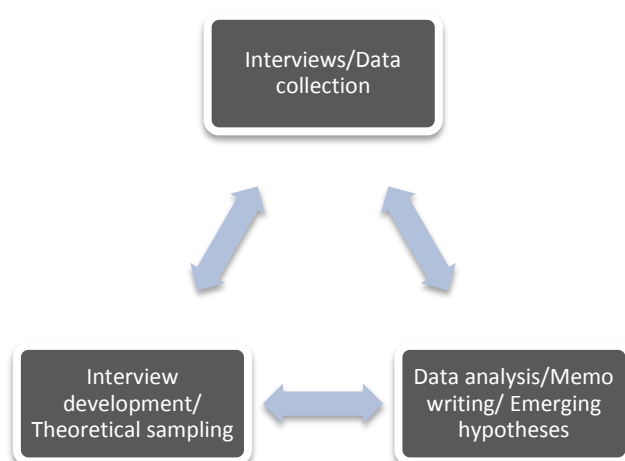 Interviews/Data
collection
Interview
development/
Theoretical sampling
Data analysis/Memo
writing/ Emerging
hypotheses